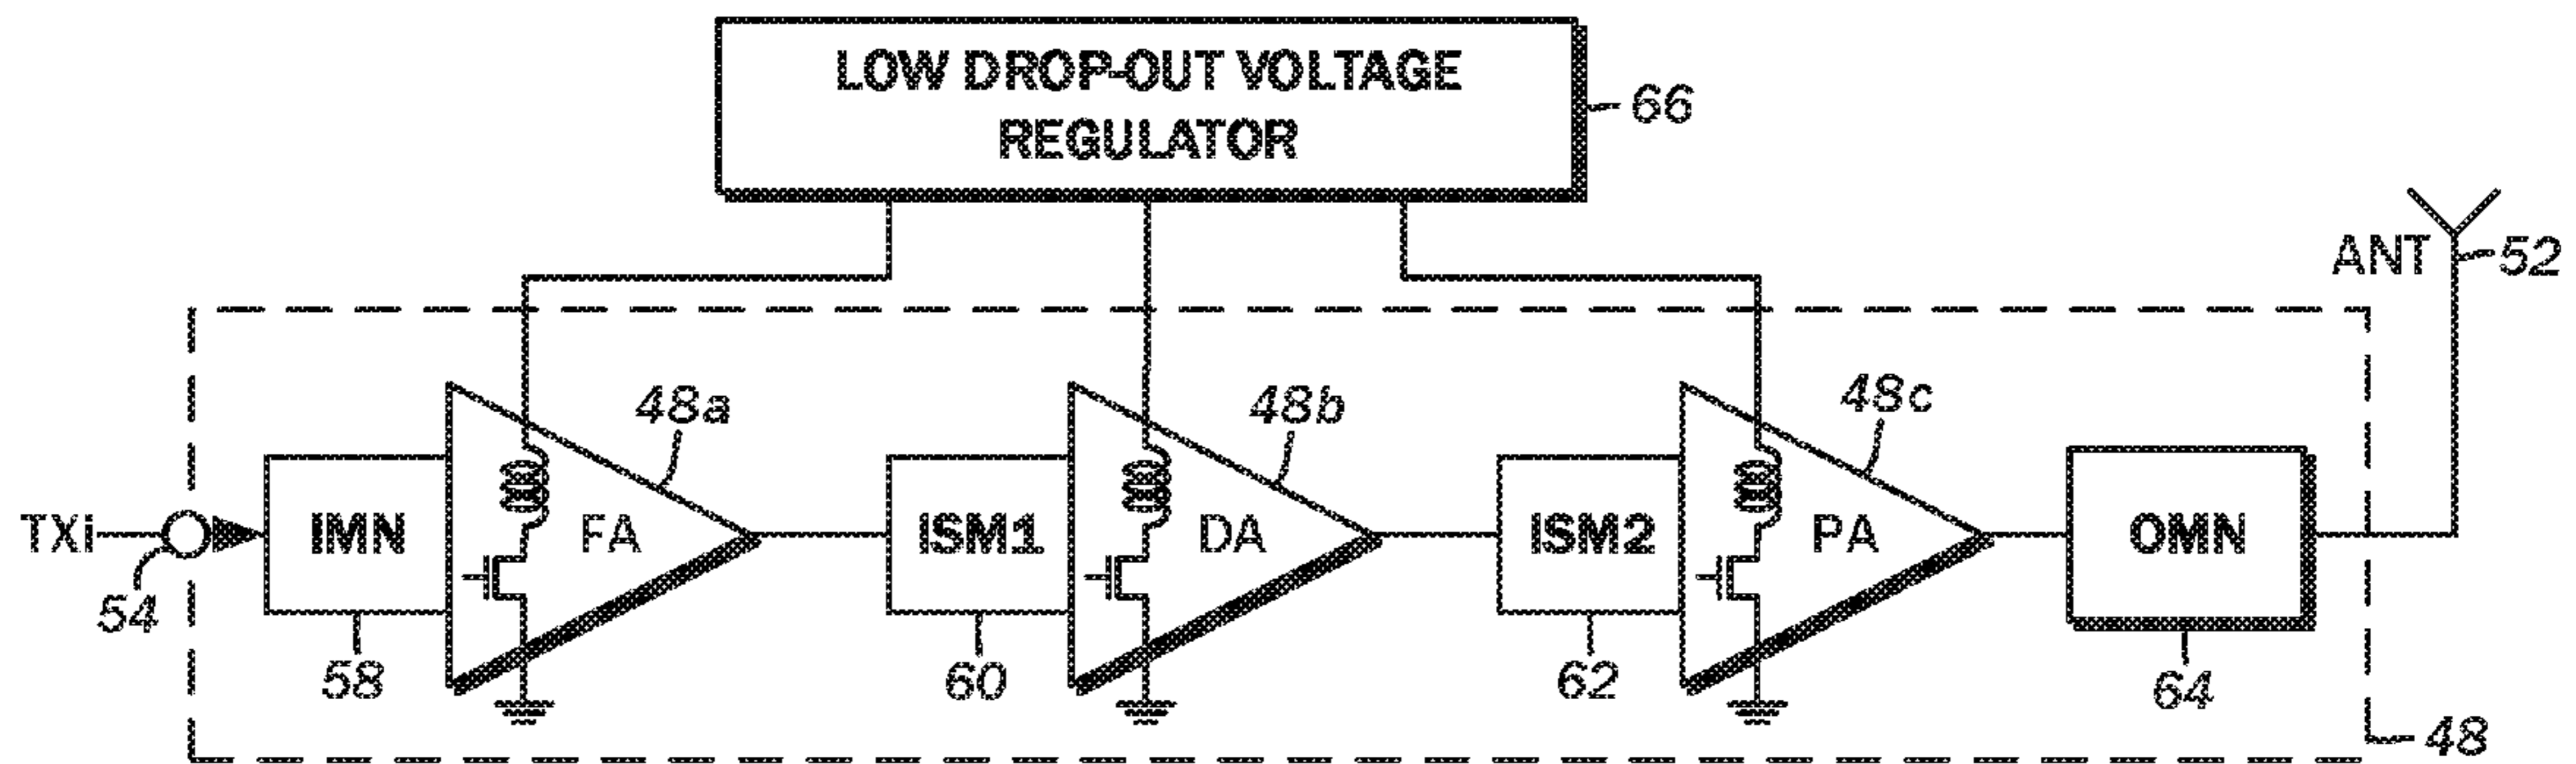 LOW DROP-OUT VOLTAGE
REGULATOR
66
ANT
52
48a
48b
48c
TXi
IMN
FA
ISM1
DA
ISM2
PA
OMN
54
58
60
62
64
48